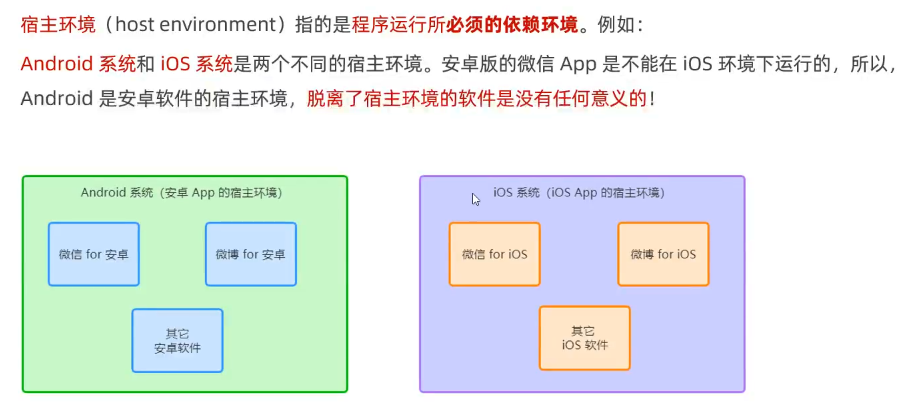 宿主环境（host environment）指的是程序运行所必须的依赖环境。例如：
Android 系统和 iOS 系统是两个不同的宿主环境。安卓版的微信 App 是不能在 iOS 环境下运行的，所以，
Android 是安卓软件的宿主环境，脱离了宿主环境的软件是没有任何意义的！
Android 系统（安卓 App 的宿主环境）
微信 for 安卓
微博 for 安卓
其它
安卓软件
iOS 系统（iOS App 的宿主环境）
微信 for iOS
微博 for iOS
其它
iOS 软件